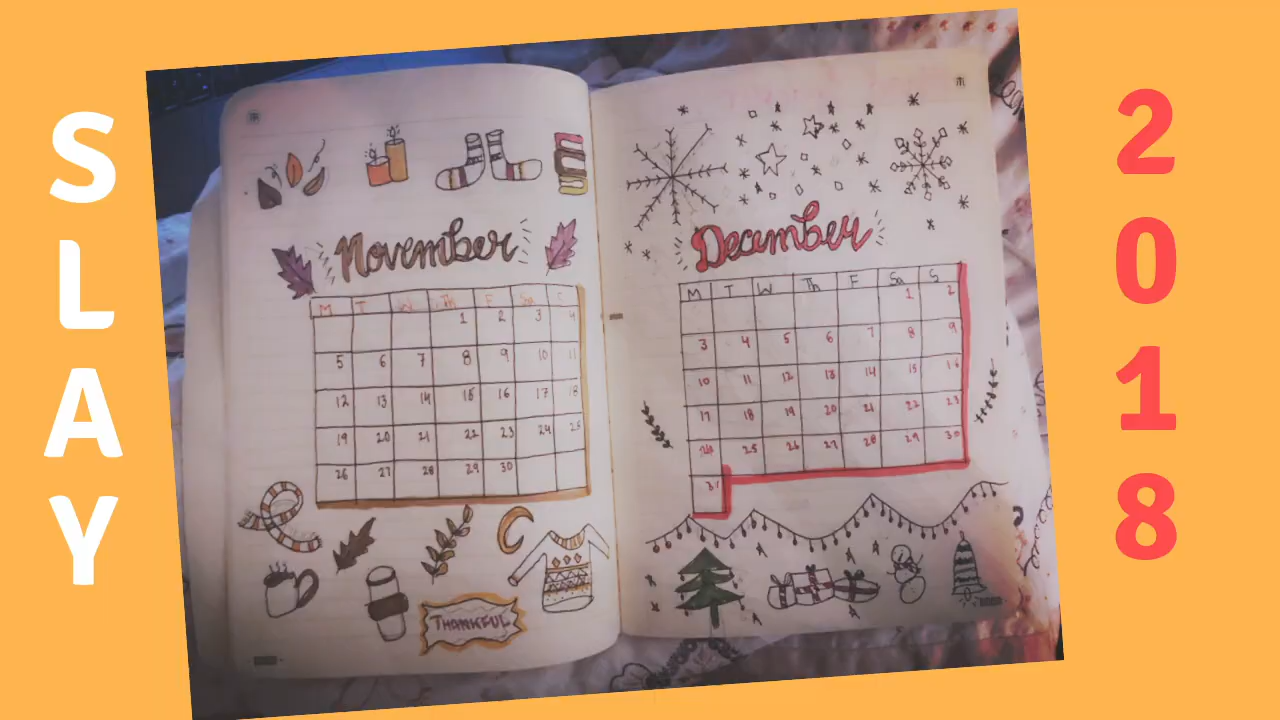 SLAY
2018
November
M T W Th F Sa S
1 2 3 4
5 6 7 8 9 10 11
12 13 14 15 16 17 18
19 20 21 22 23 24 25
26 27 28 29 30
THANKFUL
December
M T W Th F Sa S
1 2
3 4 5 6 7 8 9
10 11 12 13 14 15 16
17 18 19 20 21 22 23
24 25 26 27 28 29 30
31